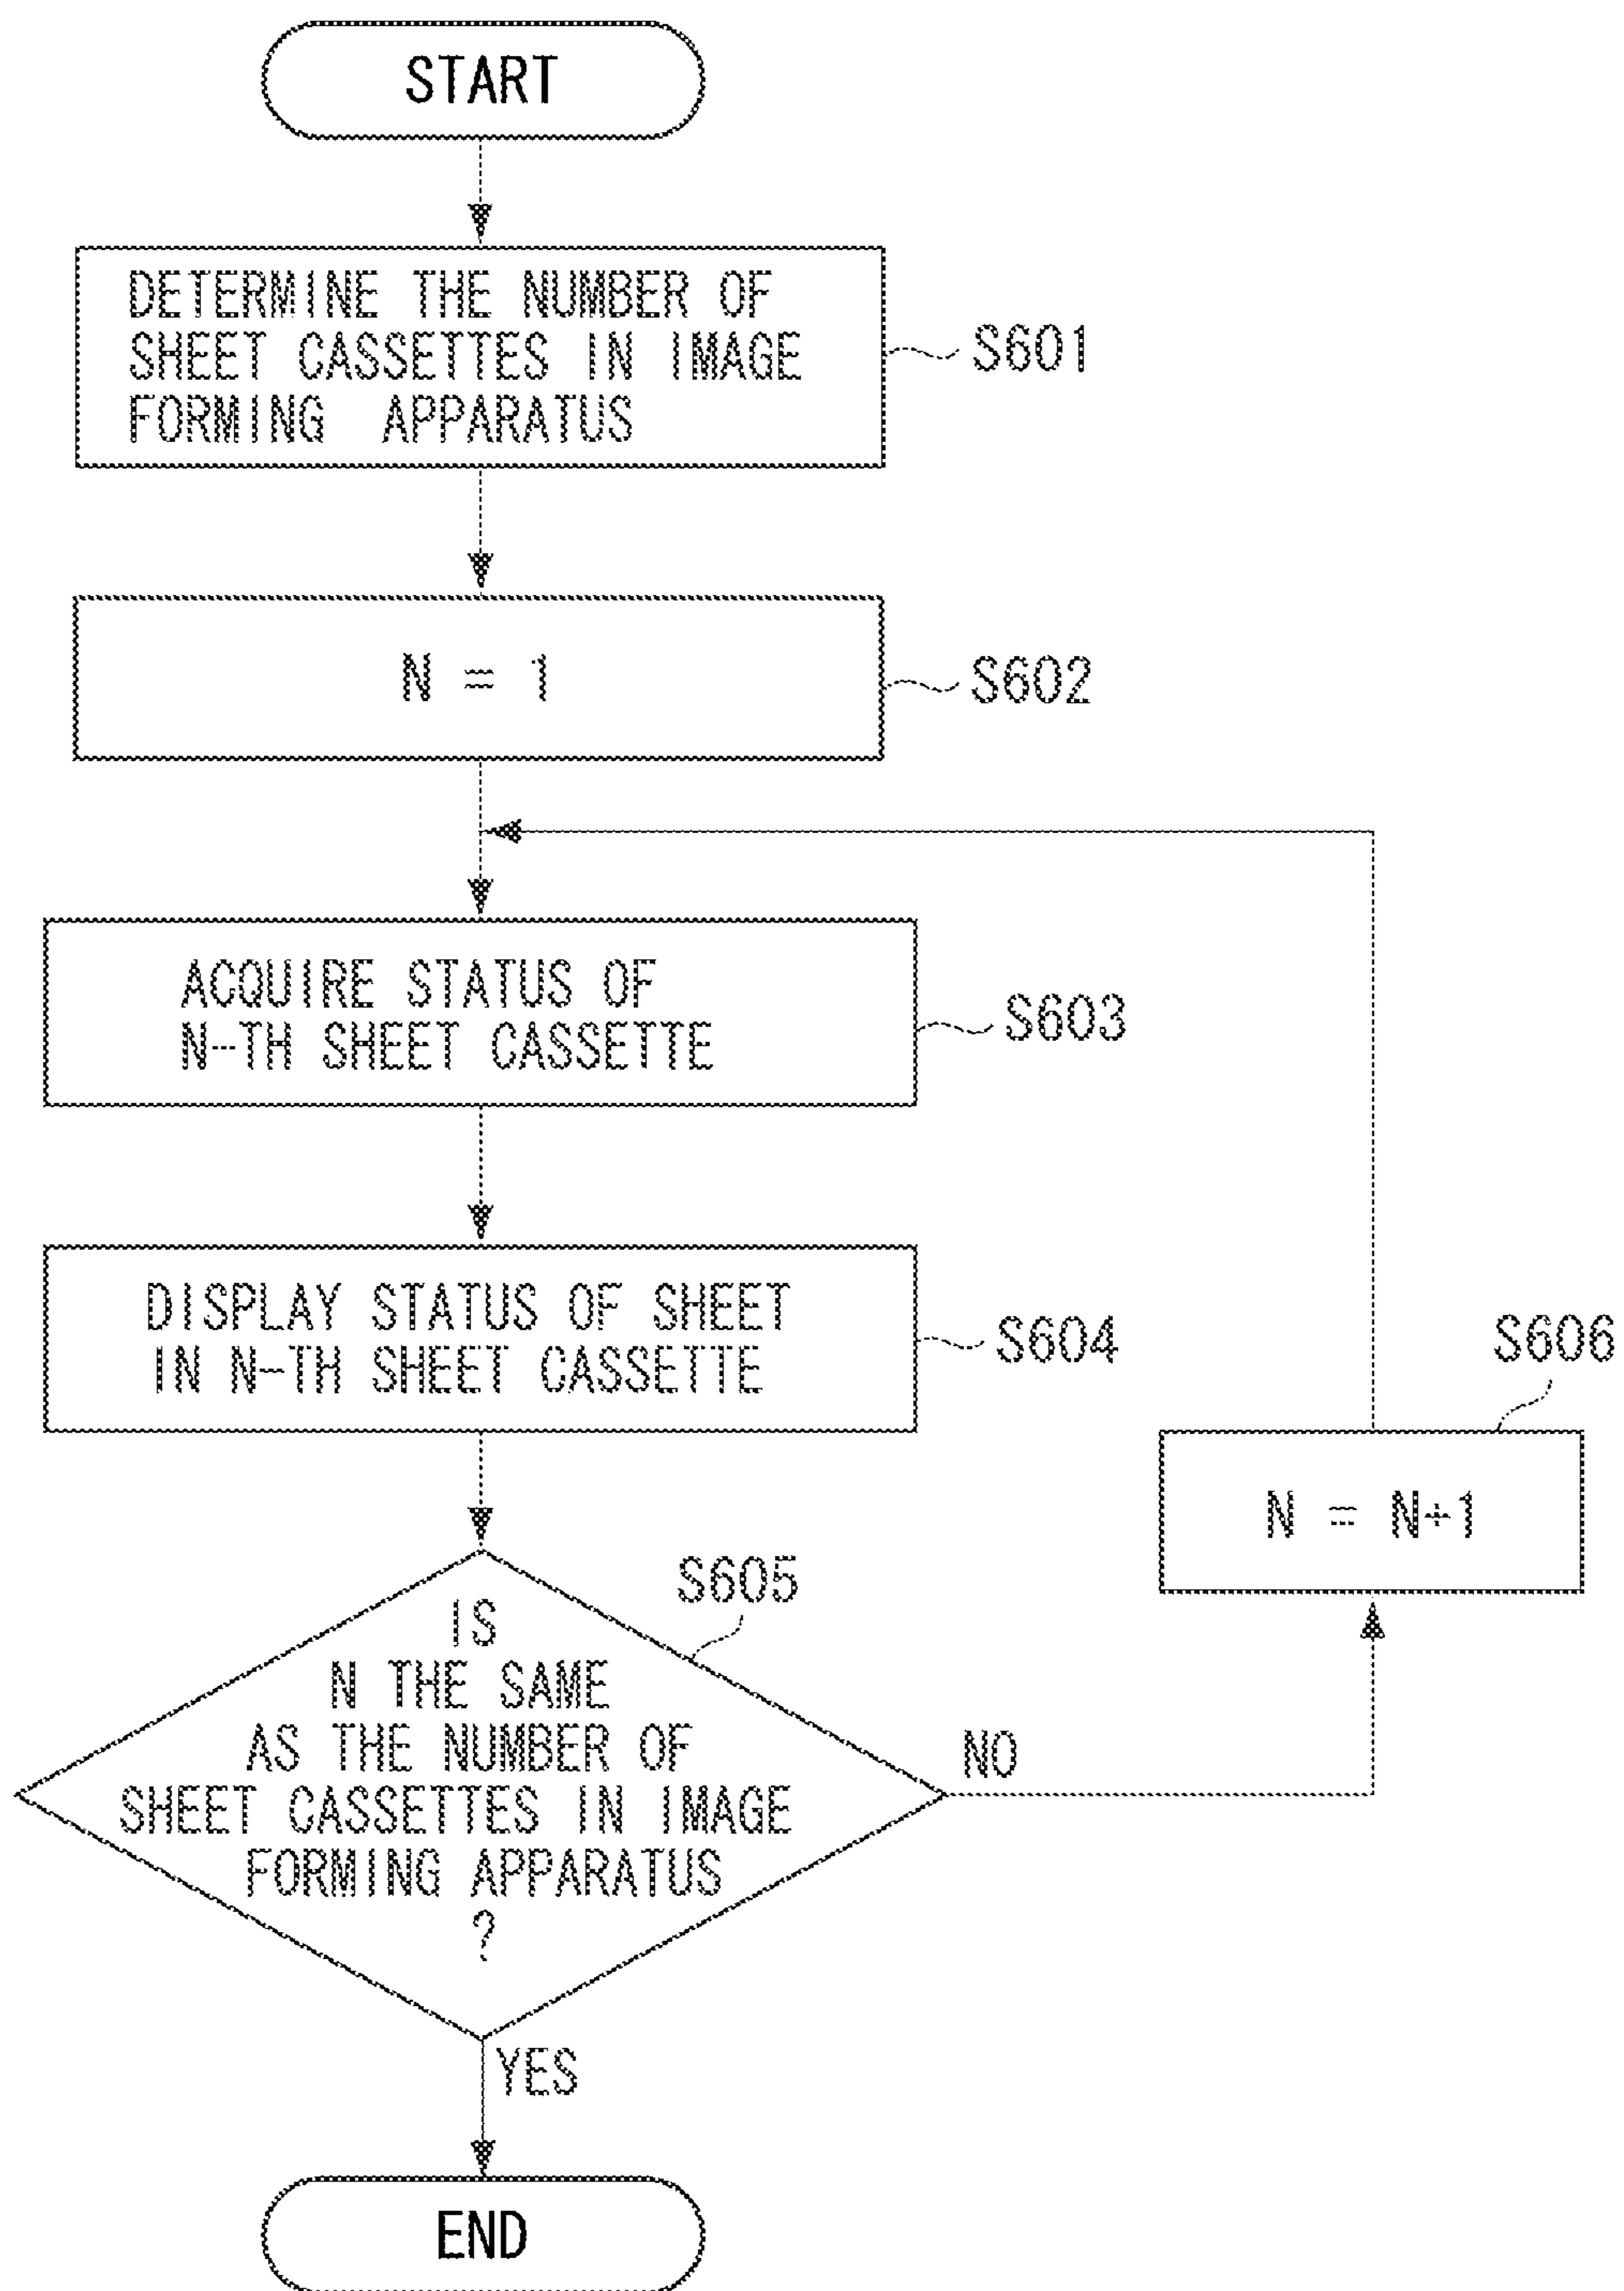 START
DETERMINE THE NUMBER OF
SHEET CASSETTES IN IMAGE
FORMING APPARATUS
S601
N = 1
S602
ACQUIRE STATUS OF
N-TH SHEET CASSETTE
S603
DISPLAY STATUS OF SHEET
IN N-TH SHEET CASSETTE
S604
S606
N = N+1
S605
IS
N THE SAME
AS THE NUMBER OF
SHEET CASSETTES IN IMAGE
FORMING APPARATUS
?
NO
YES
END